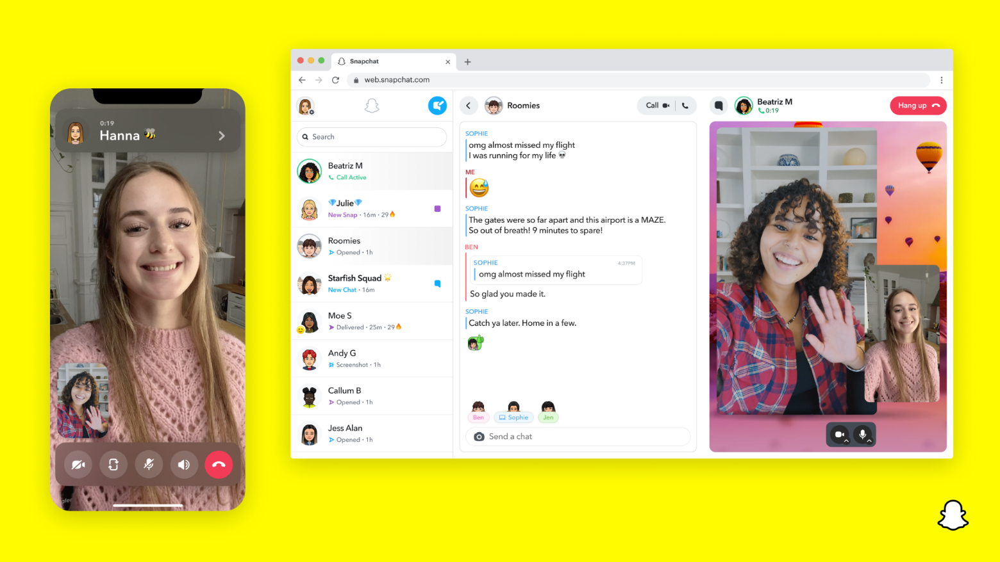 0:19
Hanna 🐝
Snapchat
web.snapchat.com
Search
Beatriz M
Call Active
💎Julie💎
New Snap · 16m · 29🔥
Roomies
Opened · 1h
Starfish Squad 🌟
New Chat · 16m
Moe S
Delivered · 25m · 29🔥
Andy G
Screenshot · 1h
Callum B
Opened · 1h
Jess Alan
Opened · 1h
Roomies
Call
SOPHIE
omg almost missed my flight
I was running for my life 💀
ME
😅
SOPHIE
The gates were so far apart and this airport is a MAZE.
So out of breath! 9 minutes to spare!
BEN
SOPHIE 4:37PM
omg almost missed my flight
So glad you made it.
SOPHIE
Catch ya later. Home in a few.
Ben Sophie Jen
Send a chat
Beatriz M
0:19
Hang up